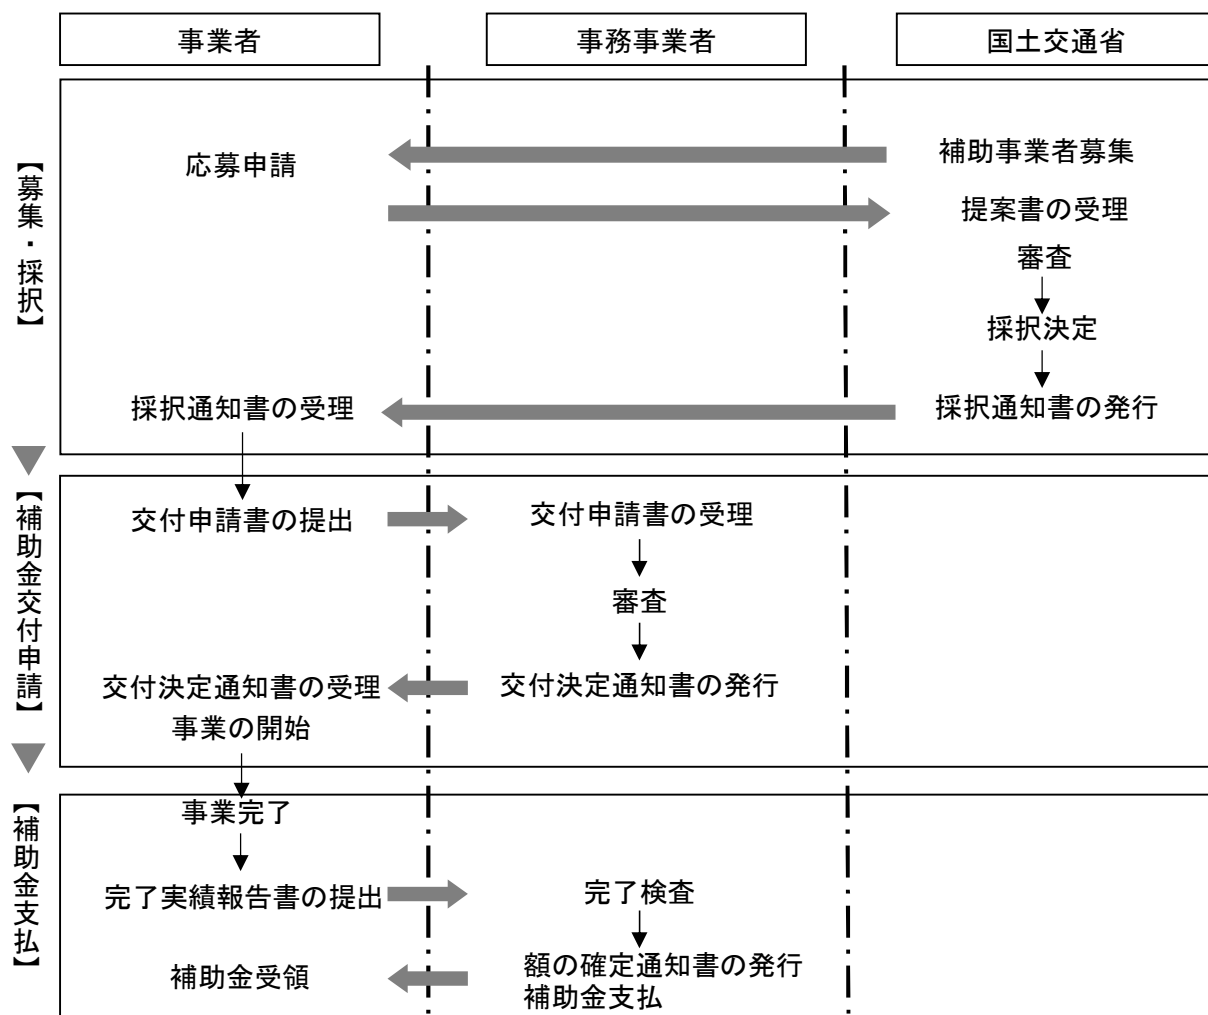 事業者
事務事業者
国土交通省
【募集・採択】
応募申請
補助事業者募集
提案書の受理
審査
採択決定
採択通知書の受理
採択通知書の発行
【補助金交付申請】
交付申請書の提出
交付申請書の受理
審査
交付決定通知書の受理
交付決定通知書の発行
事業の開始
【補助金支払】
事業完了
完了実績報告書の提出
完了検査
補助金受領
額の確定通知書の発行
補助金支払